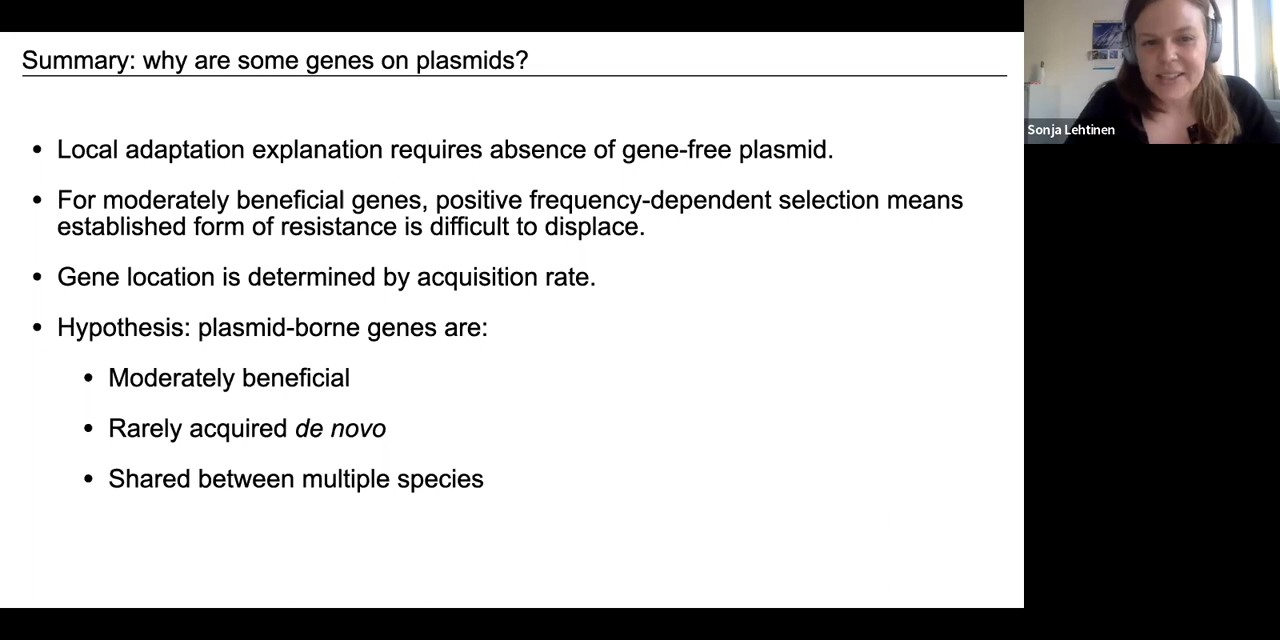 Summary: why are some genes on plasmids?
Sonja Lehtinen
• Local adaptation explanation requires absence of gene-free plasmid.
• For moderately beneficial genes, positive frequency-dependent selection means
established form of resistance is difficult to displace.
• Gene location is determined by acquisition rate.
• Hypothesis: plasmid-borne genes are:
• Moderately beneficial
• Rarely acquired de novo
• Shared between multiple species